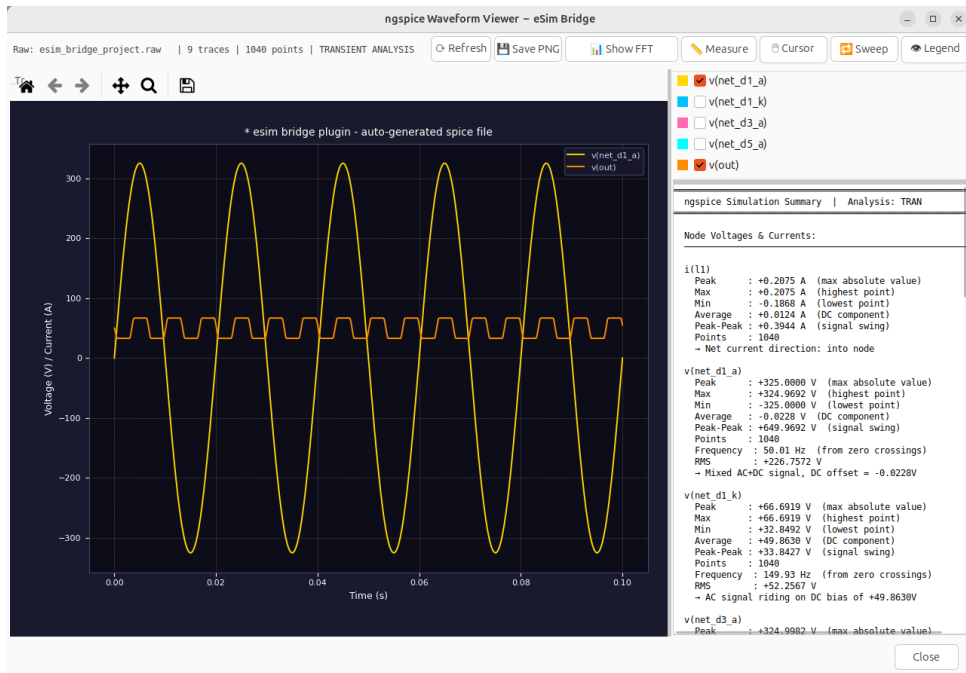 ngspice Waveform Viewer – eSim Bridge
Raw: esim_bridge_project.raw | 9 traces | 1040 points | TRANSIENT ANALYSIS
Refresh
Save PNG
Show FFT
Measure
Cursor
Sweep
Legend
* esim bridge plugin - auto-generated spice file
v(net_d1_a)
v(out)
300
200
100
0
−100
−200
−300
Voltage (V) / Current (A)
0.00 0.02 0.04 0.06 0.08 0.10
Time (s)
v(net_d1_a)
v(net_d1_k)
v(net_d3_a)
v(net_d5_a)
v(out)
ngspice Simulation Summary | Analysis: TRAN
Node Voltages & Currents:
i(l1)
Peak : +0.2075 A (max absolute value)
Max : +0.2075 A (highest point)
Min : -0.1868 A (lowest point)
Average : +0.0124 A (DC component)
Peak-Peak : +0.3944 A (signal swing)
Points : 1040
→ Net current direction: into node
v(net_d1_a)
Peak : +325.0000 V (max absolute value)
Max : +324.9692 V (highest point)
Min : -325.0000 V (lowest point)
Average : -0.0228 V (DC component)
Peak-Peak : +649.9692 V (signal swing)
Points : 1040
Frequency : 50.01 Hz (from zero crossings)
RMS : +226.7572 V
→ Mixed AC+DC signal, DC offset = -0.0228V
v(net_d1_k)
Peak : +66.6919 V (max absolute value)
Max : +66.6919 V (highest point)
Min : +32.8492 V (lowest point)
Average : +49.8630 V (DC component)
Peak-Peak : +33.8427 V (signal swing)
Points : 1040
Frequency : 149.93 Hz (from zero crossings)
RMS : +52.2567 V
→ AC signal riding on DC bias of +49.8630V
v(net_d3_a)
Peak : +324.9982 V (max absolute value)
Close